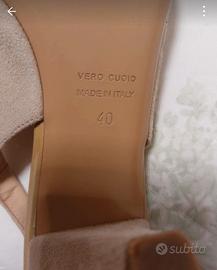 VERO CUOIO
MADE IN ITALY
40
subito